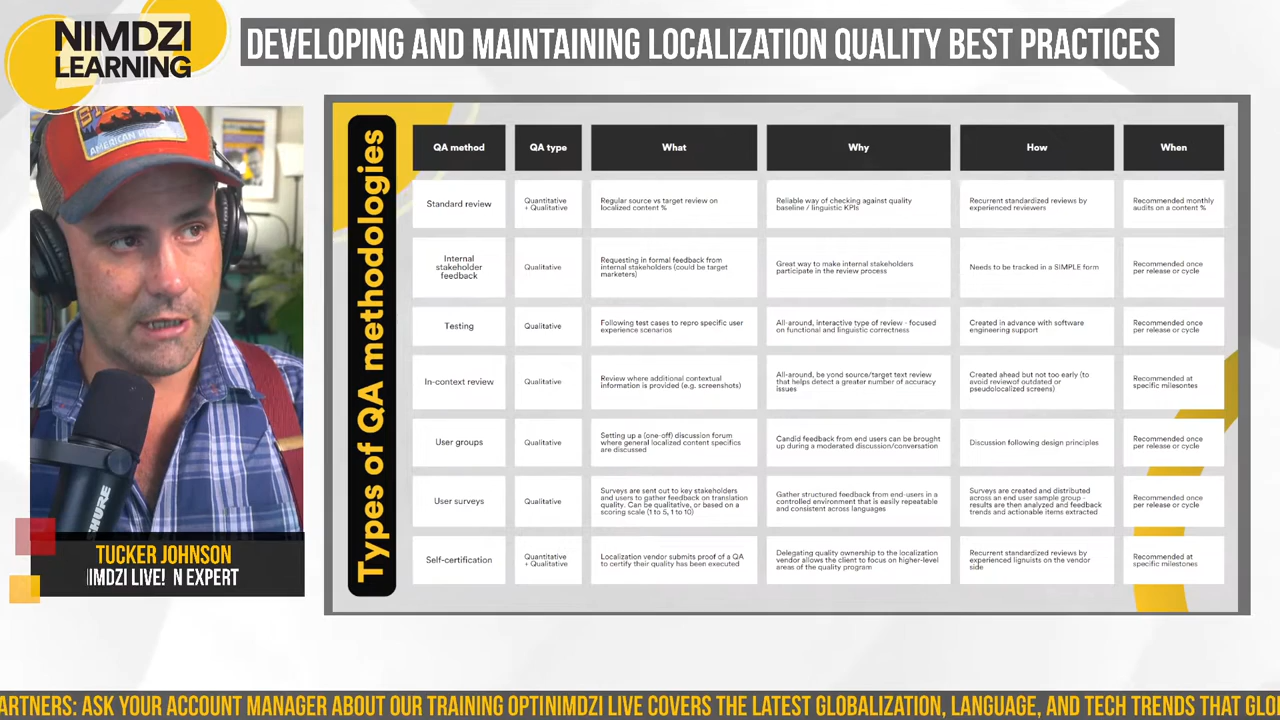 NIMDZI
LEARNING
DEVELOPING AND MAINTAINING LOCALIZATION QUALITY BEST PRACTICES
AMERICAN
SHURE
TUCKER JOHNSON
IMDZI LIVE! N EXPERT
Types of QA methodologies
QA method
QA type
What
Why
How
When
Standard review
Quantitative
+ Qualitative
Regular source vs target review on
localized content %
Reliable way of checking against quality
baseline / linguistic KPIs
Recurrent standardized reviews by
experienced reviewers
Recommended monthly
audits on a content %
Internal
stakeholder
feedback
Qualitative
Requesting in formal feedback from
internal stakeholders (could be target
marketers)
Great way to make internal stakeholders
participate in the review process
Needs to be tracked in a SIMPLE form
Recommended once
per release or cycle
Testing
Qualitative
Following test cases to repro specific user
experience scenarios
All-around, interactive type of review - focused
on functional and linguistic correctness
Created in advance with software
engineering support
Recommended once
per release or cycle
In-context review
Qualitative
Review where additional contextual
information is provided (e.g. screenshots)
All-around, be yond source/target text review
that helps detect a greater number of accuracy
issues
Created ahead but not too early (to
avoid reviewof outdated or
pseudolocalized screens)
Recommended at
specific milesontes
User groups
Qualitative
Setting up a (one-off) discussion forum
where general localized content specifics
are discussed
Candid feedback from end users can be brought
up during a moderated discussion/conversation
Discussion following design principles
Recommended once
per release or cycle
User surveys
Qualitative
Surveys are sent out to key stakeholders
and users to gather feedback on translation
quality. Can be qualitative, or based on a
scoring scale (1 to 5, 1 to 10)
Gather structured feedback from end-users in a
controlled environment that is easily repeatable
and consistent across languages
Surveys are created and distributed
across an end user sample group -
results are then analyzed and feedback
trends and actionable items extracted
Recommended once
per release or cycle
Self-certification
Quantitative
+ Qualitative
Localization vendor submits proof of a QA
to certify their quality has been executed
Delegating quality ownership to the localization
vendor allows the client to focus on higher-level
areas of the quality program
Recurrent standardized reviews by
experienced lignuists on the vendor
side
Recommended at
specific milestones
ARTNERS: ASK YOUR ACCOUNT MANAGER ABOUT OUR TRAINING OPTINIMDZI LIVE COVERS THE LATEST GLOBALIZATION, LANGUAGE, AND TECH TRENDS THAT GLO